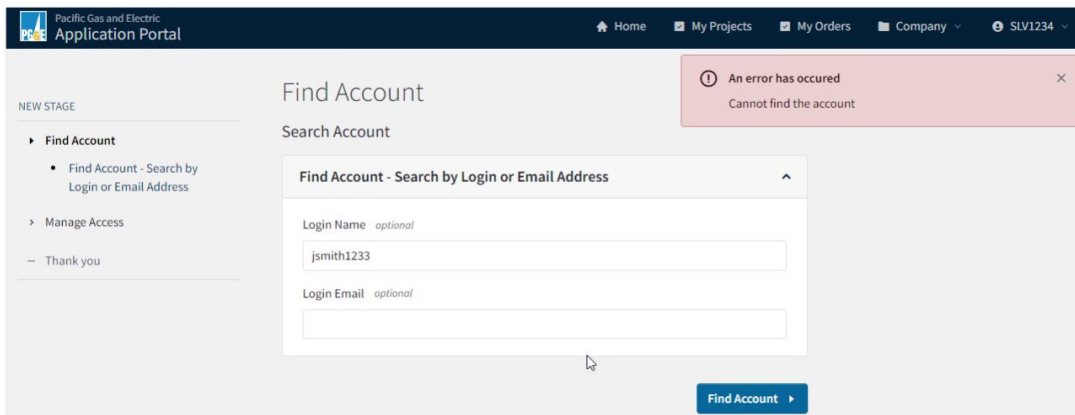 Pacific Gas and Electric
PG&E Application Portal
Home My Projects My Orders Company SLV1234
An error has occured
Cannot find the account
NEW STAGE
Find Account
Find Account - Search by
Login or Email Address
Manage Access
Thank you
Find Account
Search Account
Find Account - Search by Login or Email Address
Login Name optional
jsmith1233
Login Email optional
Find Account